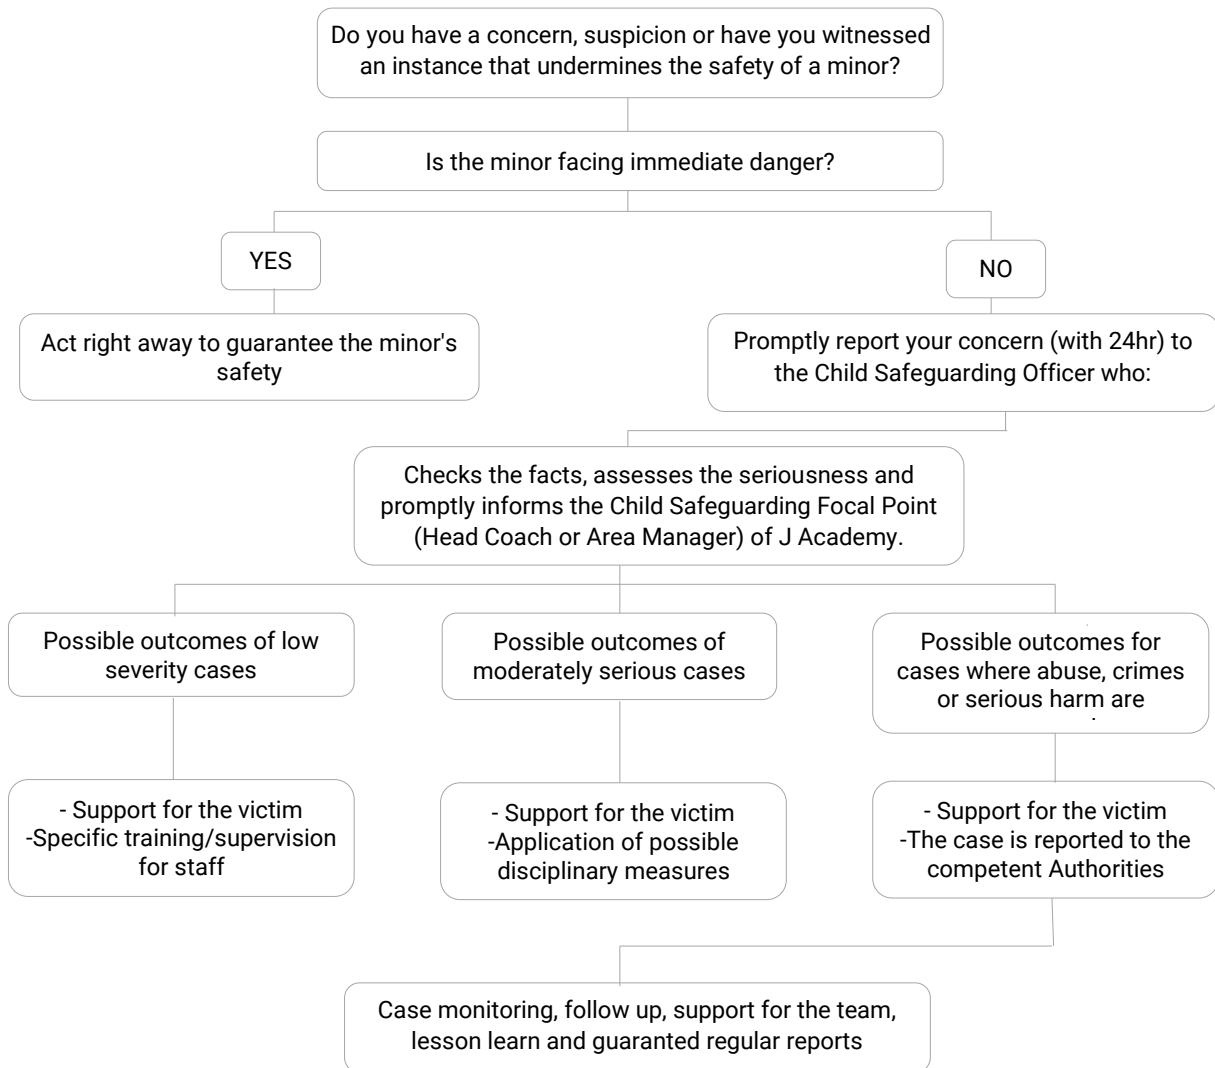 Do you have a concern, suspicion or have you witnessed
an instance that undermines the safety of a minor?
Is the minor facing immediate danger?
YES
NO
Act right away to guarantee the minor's
safety
Promptly report your concern (with 24hr) to
the Child Safeguarding Officer who:
Checks the facts, assesses the seriousness and
promptly informs the Child Safeguarding Focal Point
(Head Coach or Area Manager) of J Academy.
Possible outcomes of low
severity cases
Possible outcomes of
moderately serious cases
Possible outcomes for
cases where abuse, crimes
or serious harm are
- Support for the victim
-Specific training/supervision
for staff
- Support for the victim
-Application of possible
disciplinary measures
- Support for the victim
-The case is reported to the
competent Authorities
Case monitoring, follow up, support for the team,
lesson learn and guaranted regular reports